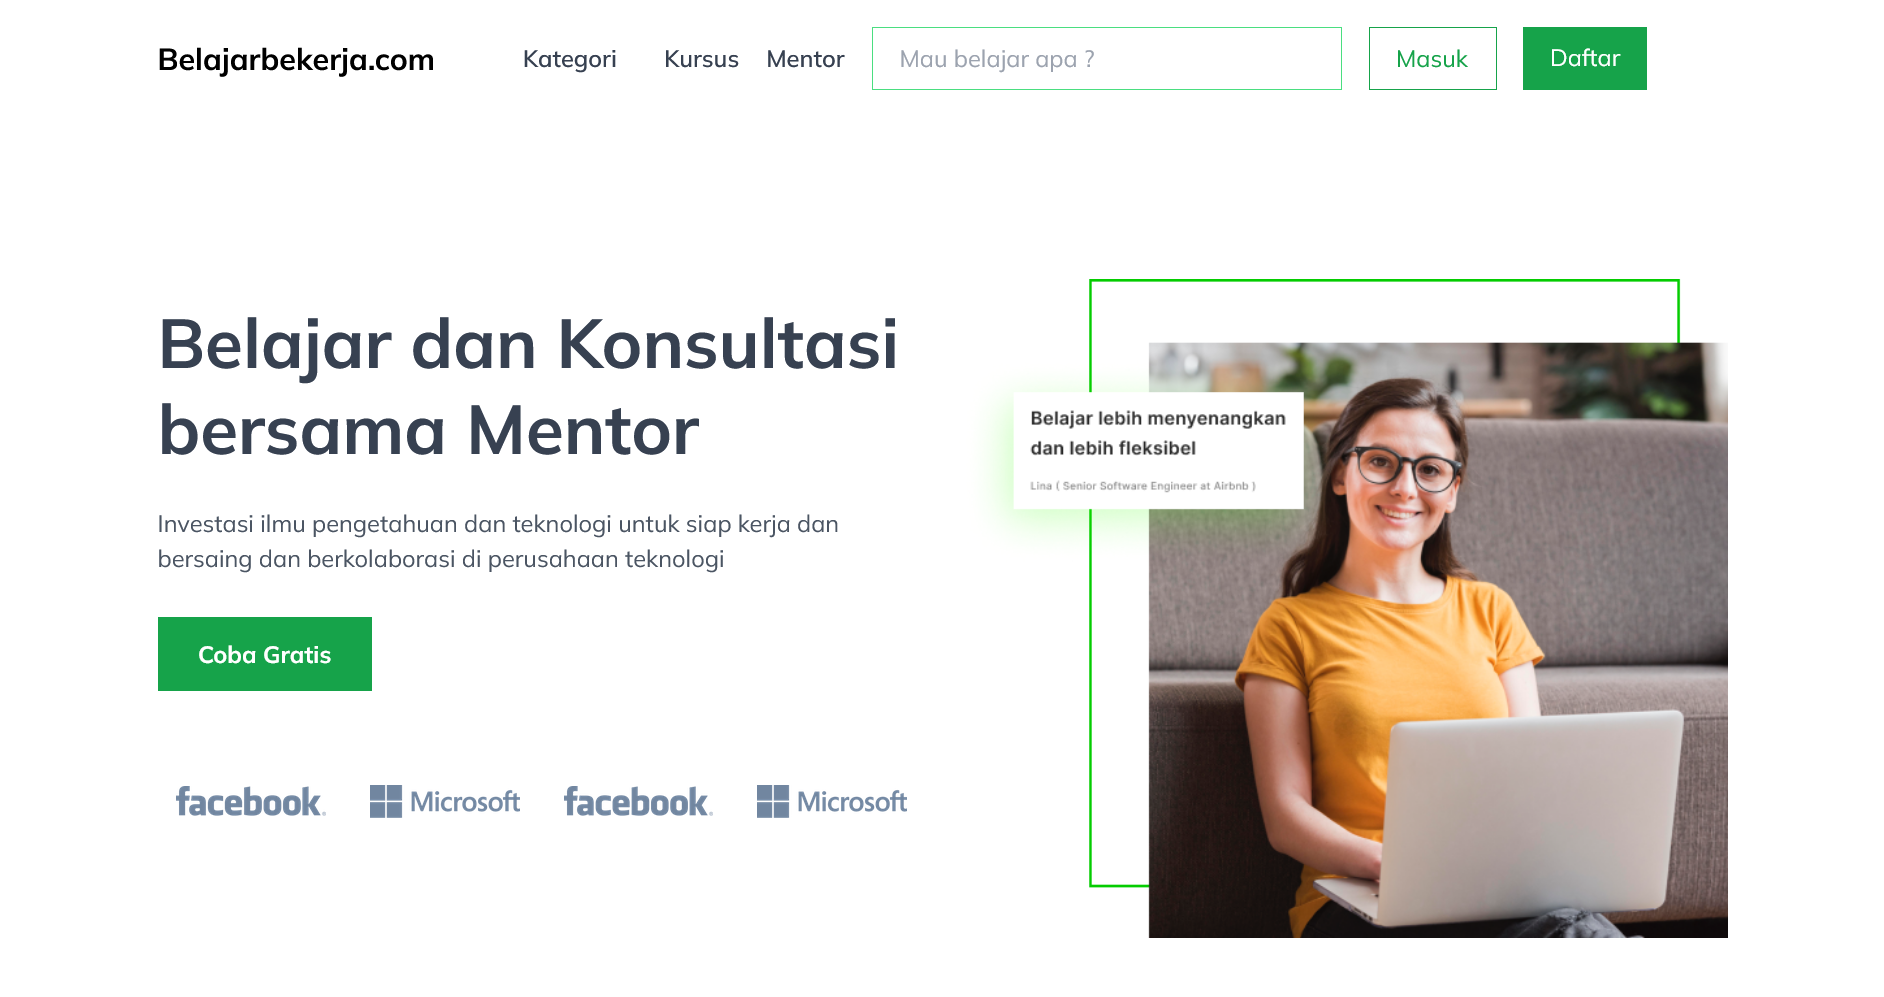 Belajarbekerja.com
Kategori
Kursus
Mentor
Mau belajar apa ?
Masuk
Daftar
Belajar dan Konsultasi
bersama Mentor
Investasi ilmu pengetahuan dan teknologi untuk siap kerja dan
bersaing dan berkolaborasi di perusahaan teknologi
Coba Gratis
facebook.
Microsoft
facebook.
Microsoft
Belajar lebih menyenangkan
dan lebih fleksibel
Lina ( Senior Software Engineer at Airbnb )